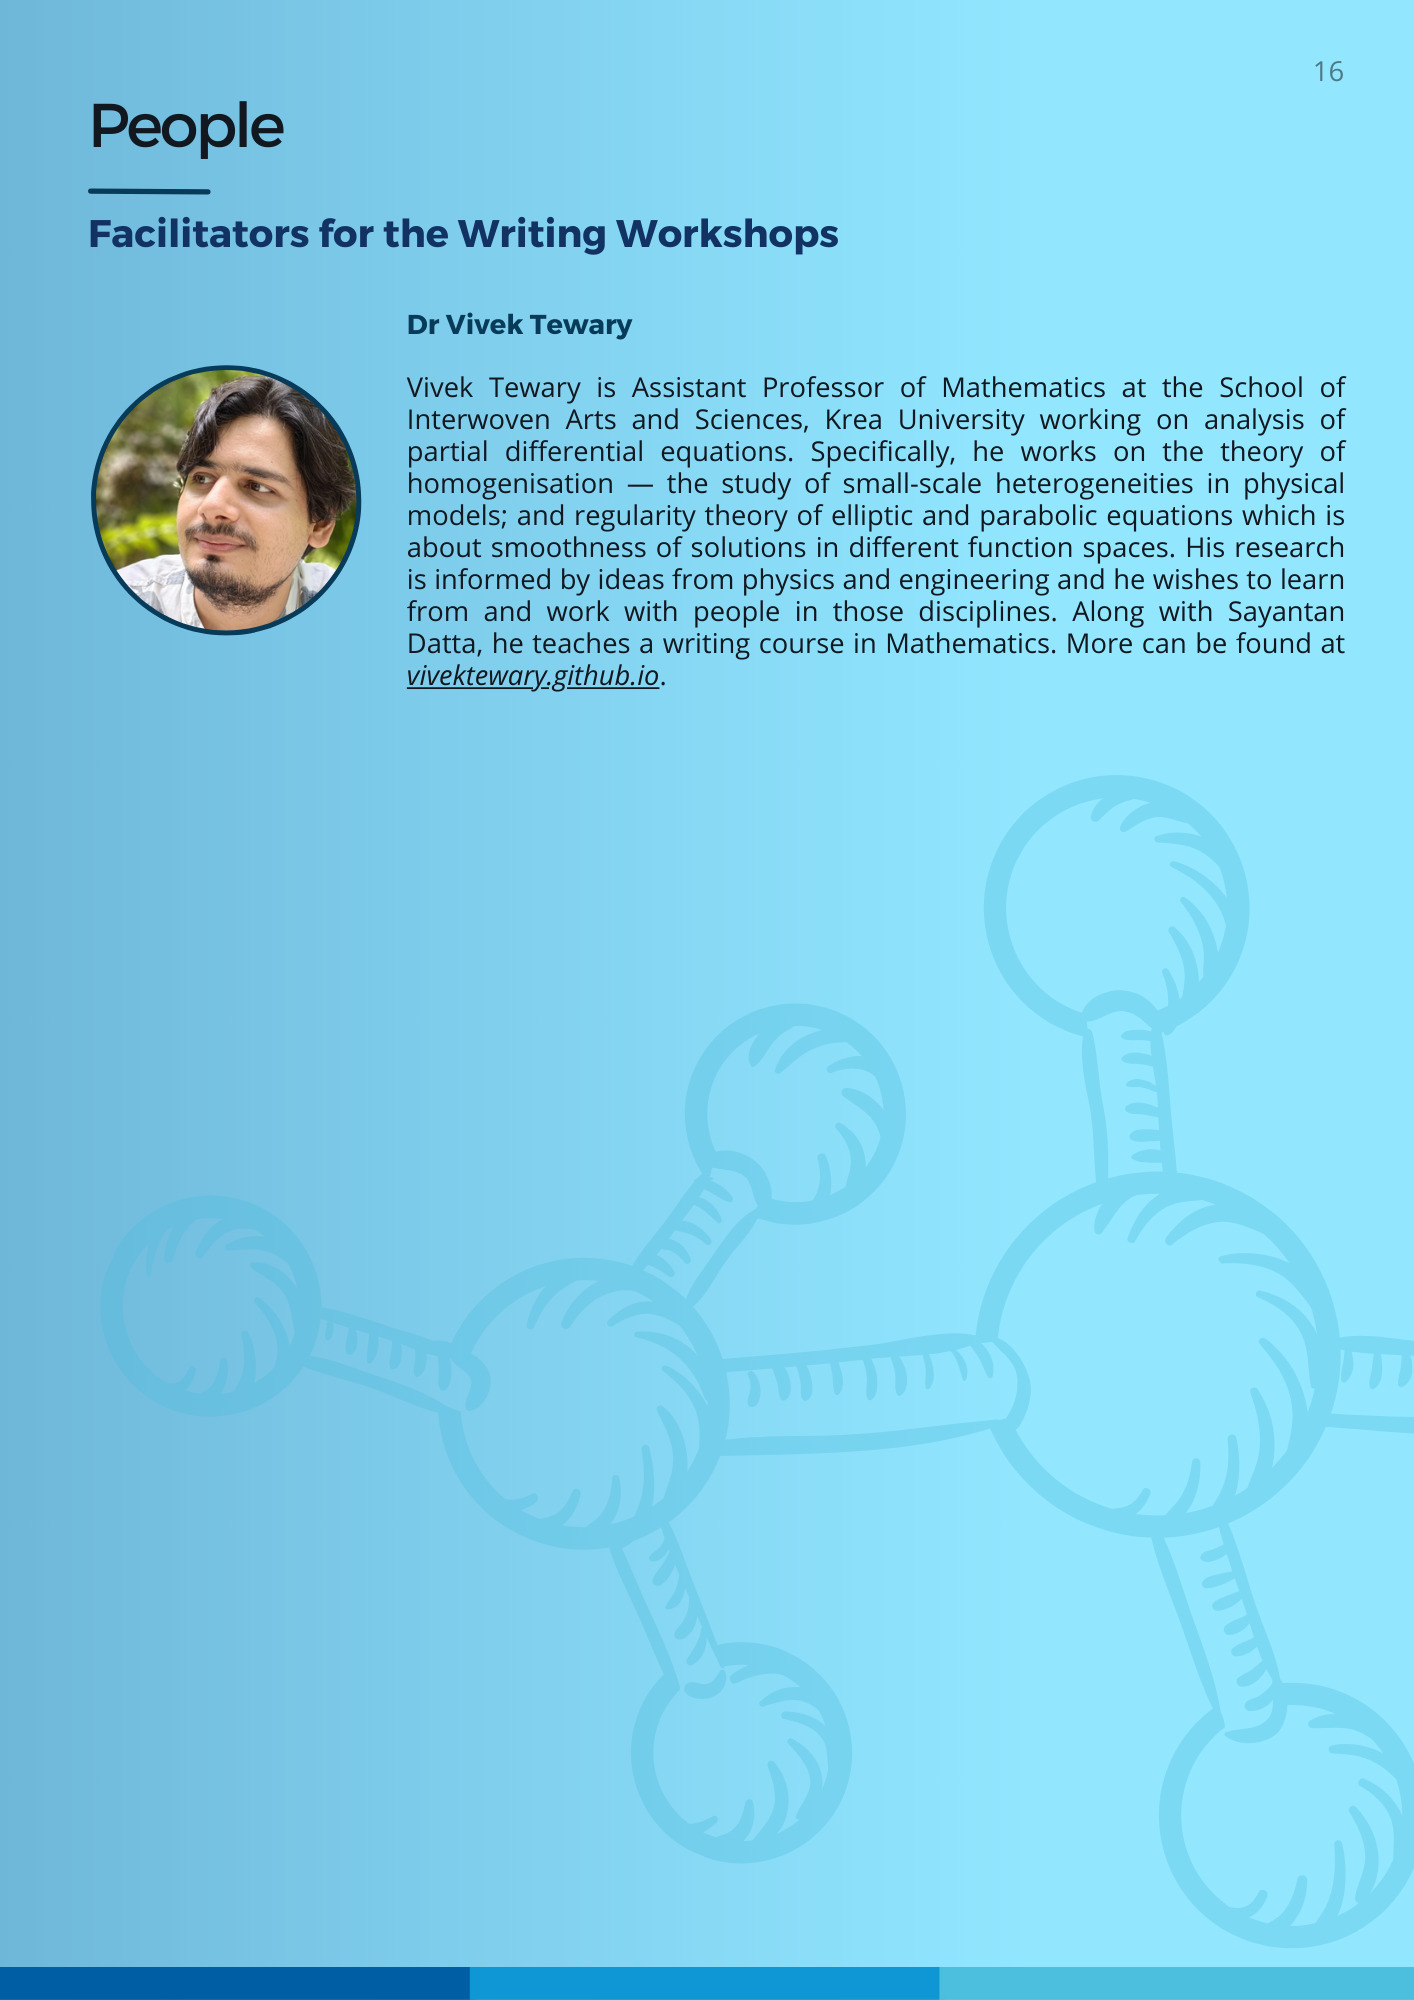 16
People
Facilitators for the Writing Workshops
Dr Vivek Tewary
Vivek Tewary is Assistant Professor of Mathematics at the School of
Interwoven Arts and Sciences, Krea University working on analysis of
partial differential equations. Specifically, he works on the theory of
homogenisation — the study of small-scale heterogeneities in physical
models; and regularity theory of elliptic and parabolic equations which is
about smoothness of solutions in different function spaces. His research
is informed by ideas from physics and engineering and he wishes to learn
from and work with people in those disciplines. Along with Sayantan
Datta, he teaches a writing course in Mathematics. More can be found at
vivektewary.github.io.